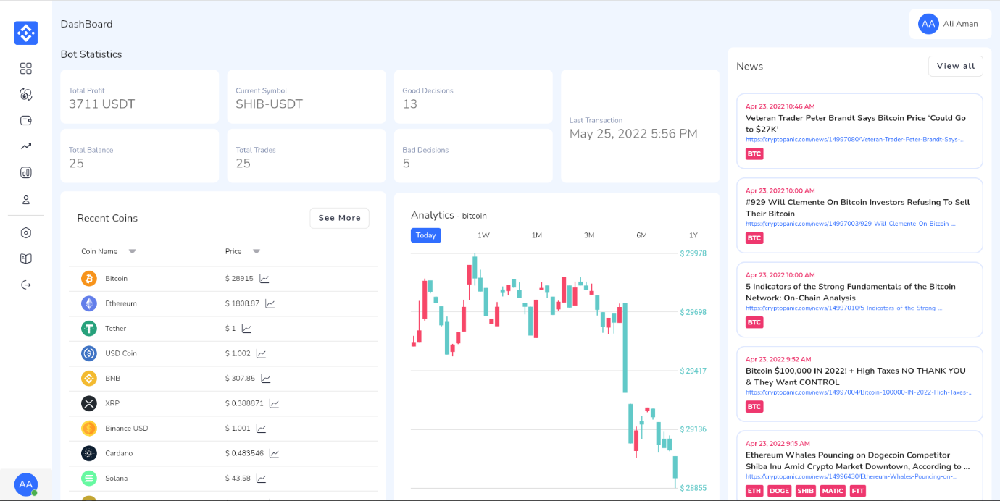 DashBoard
AA Ali Aman
Bot Statistics
Total Profit
3711 USDT
Current Symbol
SHIB-USDT
Good Decisions
13
Last Transaction
May 25, 2022 5:56 PM
Total Balance
25
Total Trades
25
Bad Decisions
5
Recent Coins
See More
Coin Name Price
Bitcoin $ 28915
Ethereum $ 1808.87
Tether $ 1
USD Coin $ 1.002
BNB $ 307.85
XRP $ 0.388871
Binance USD $ 1.001
Cardano $ 0.483546
Solana $ 43.58
Analytics - bitcoin
Today 1W 1M 3M 6M 1Y
$ 29978
$ 29698
$ 29417
$ 29136
$ 28855
News
View all
Apr 23, 2022 10:46 AM
Veteran Trader Peter Brandt Says Bitcoin Price ‘Could Go
to $27K’
https://cryptopanic.com/news/14997080/Veteran-Trader-Peter-Brandt-Says-...
BTC
Apr 23, 2022 10:00 AM
#929 Will Clemente On Bitcoin Investors Refusing To Sell
Their Bitcoin
https://cryptopanic.com/news/14997003/929-Will-Clemente-On-Bitcoin-...
BTC
Apr 23, 2022 10:00 AM
5 Indicators of the Strong Fundamentals of the Bitcoin
Network: On-Chain Analysis
https://cryptopanic.com/news/14997010/5-Indicators-of-the-Strong-...
BTC
Apr 23, 2022 9:52 AM
Bitcoin $100,000 IN 2022! + High Taxes NO THANK YOU
& They Want CONTROL
https://cryptopanic.com/news/14997004/Bitcoin-100000-IN-2022-High-Taxes-...
BTC
Apr 23, 2022 9:15 AM
Ethereum Whales Pouncing on Dogecoin Competitor
Shiba Inu Amid Crypto Market Downtown, According to ...
https://cryptopanic.com/news/14996430/Ethereum-Whales-Pouncing-on-...
ETH DOGE SHIB MATIC FTT
AA